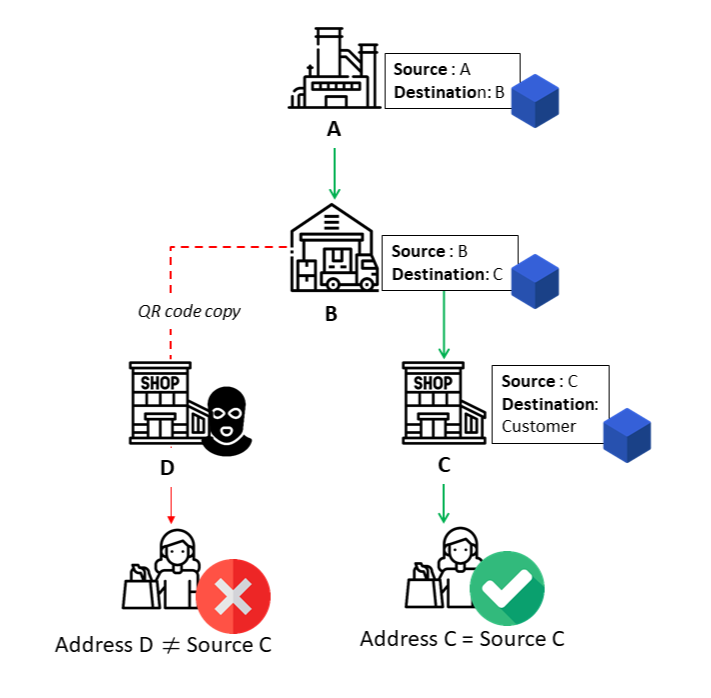 Source : A
Destination: B
A
Source : B
Destination: C
B
QR code copy
SHOP
D
SHOP
Source : C
Destination:
Customer
C
Address D ≠ Source C
Address C = Source C